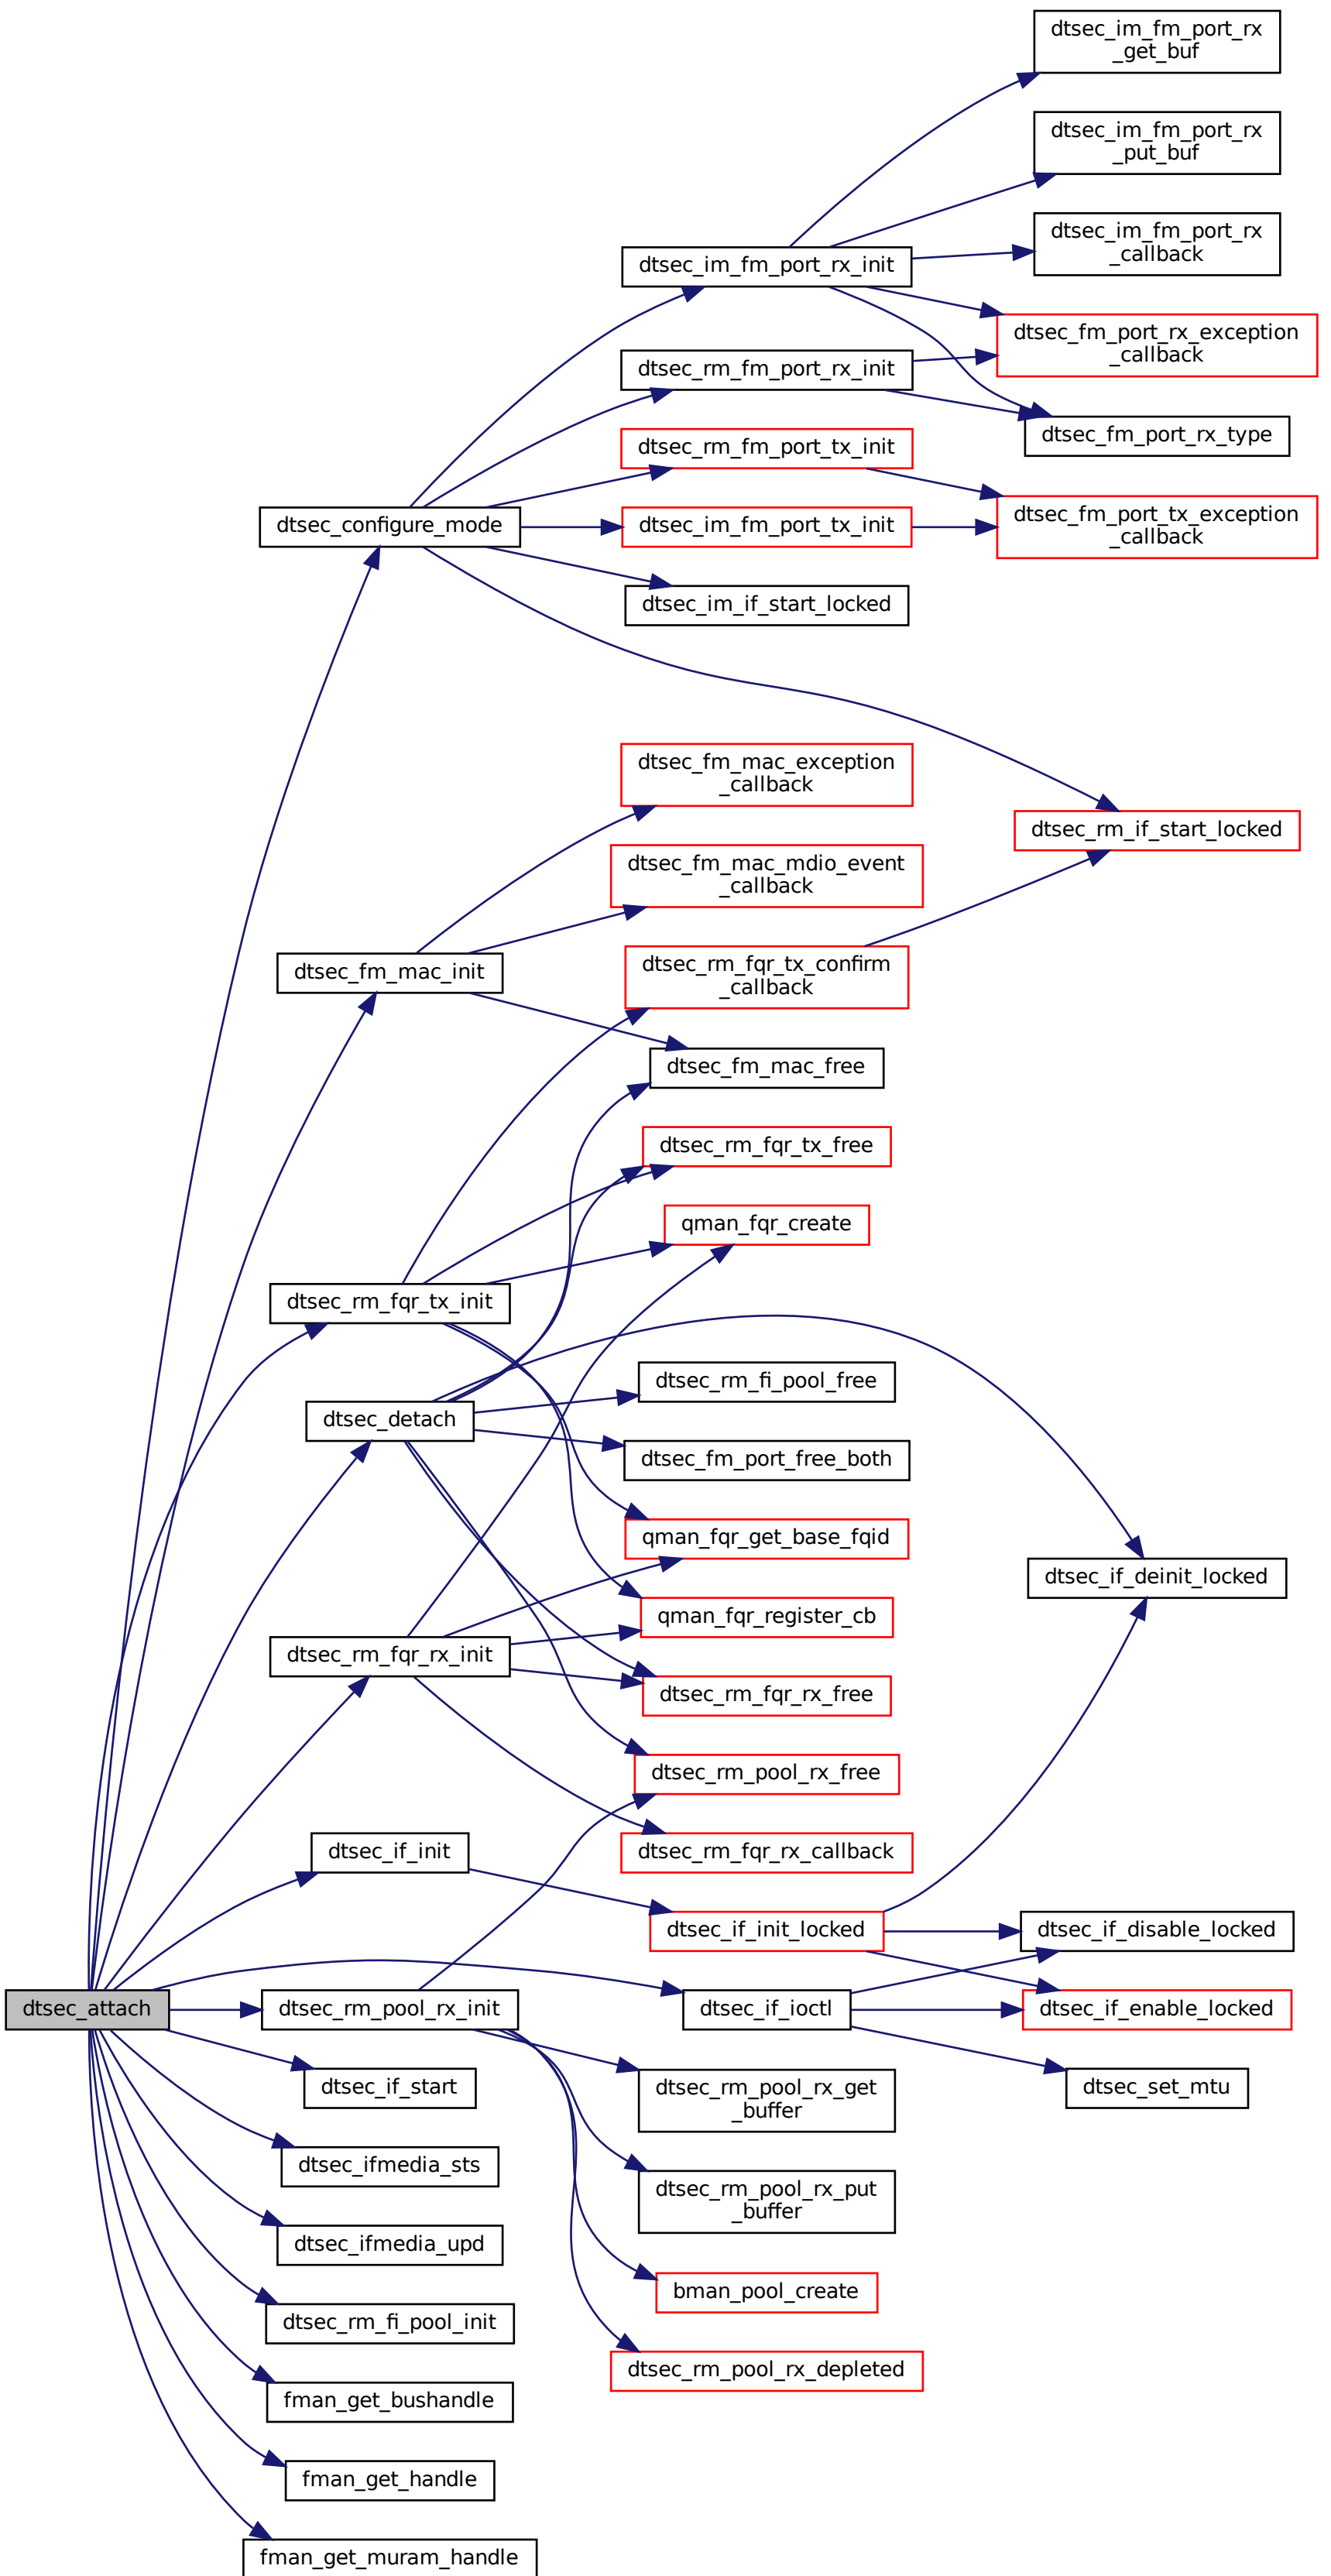 dtsec_im_fm_port_rx
_get_buf
dtsec_im_fm_port_rx
_put_buf
dtsec_im_fm_port_rx
_callback
dtsec_im_fm_port_rx_init
dtsec_fm_port_rx_exception
_callback
dtsec_rm_fm_port_rx_init
dtsec_fm_port_rx_type
dtsec_rm_fm_port_tx_init
dtsec_configure_mode
dtsec_im_fm_port_tx_init
dtsec_fm_port_tx_exception
_callback
dtsec_im_if_start_locked
dtsec_fm_mac_exception
_callback
dtsec_rm_if_start_locked
dtsec_fm_mac_mdio_event
_callback
dtsec_fm_mac_init
dtsec_rm_fqr_tx_confirm
_callback
dtsec_fm_mac_free
dtsec_rm_fqr_tx_free
qman_fqr_create
dtsec_rm_fqr_tx_init
dtsec_rm_fi_pool_free
dtsec_detach
dtsec_fm_port_free_both
qman_fqr_get_base_fqid
dtsec_if_deinit_locked
qman_fqr_register_cb
dtsec_rm_fqr_rx_init
dtsec_rm_fqr_rx_free
dtsec_rm_pool_rx_free
dtsec_if_init
dtsec_rm_fqr_rx_callback
dtsec_if_init_locked
dtsec_if_disable_locked
dtsec_attach
dtsec_rm_pool_rx_init
dtsec_if_ioctl
dtsec_if_enable_locked
dtsec_if_start
dtsec_rm_pool_rx_get
_buffer
dtsec_set_mtu
dtsec_ifmedia_sts
dtsec_rm_pool_rx_put
_buffer
dtsec_ifmedia_upd
bman_pool_create
dtsec_rm_fi_pool_init
dtsec_rm_pool_rx_depleted
fman_get_bushandle
fman_get_handle
fman_get_muram_handle